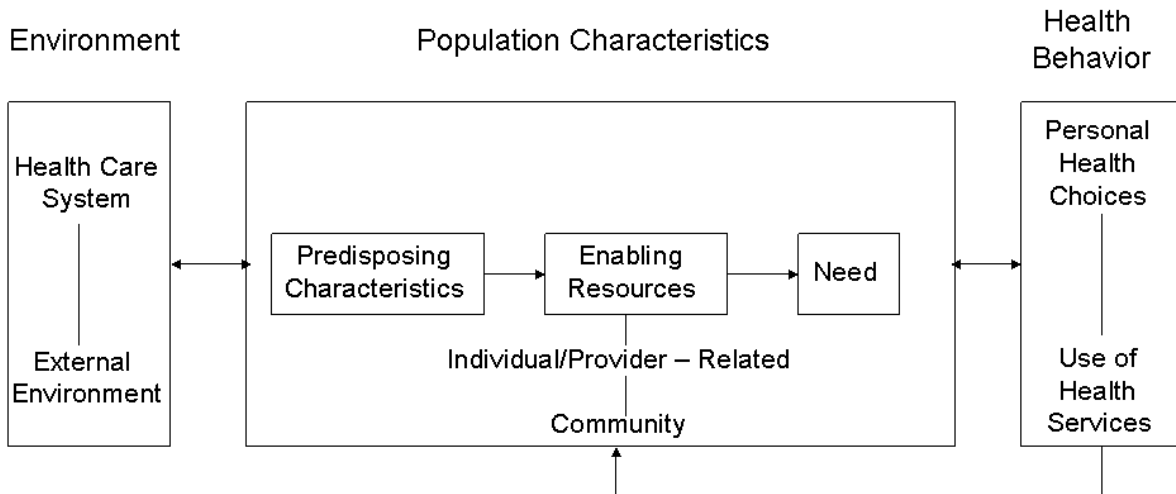 Environment
Population Characteristics
Health
Behavior
Health Care
System
External
Environment
Predisposing
Characteristics
Enabling
Resources
Need
Individual/Provider – Related
Community
Personal
Health
Choices
Use of
Health
Services